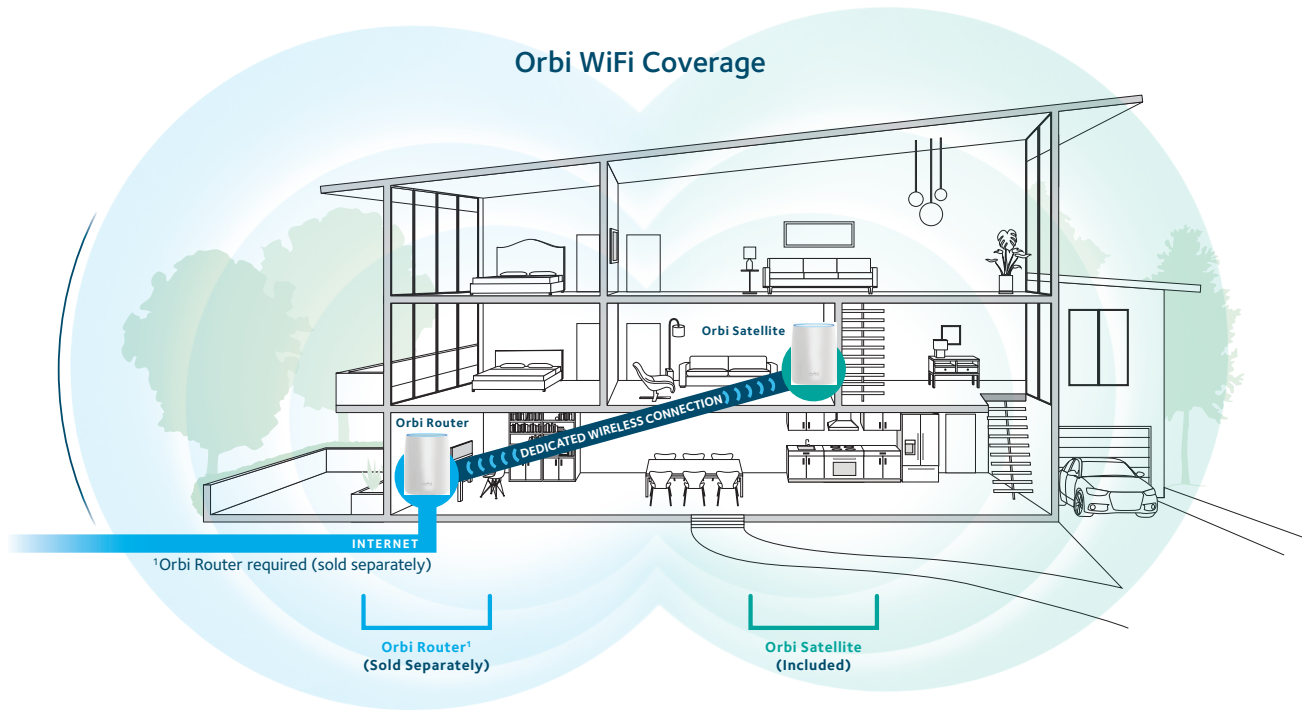 Orbi WiFi Coverage
Orbi Satellite
Orbi Router
DEDICATED WIRELESS CONNECTION
INTERNET
¹Orbi Router required (sold separately)
Orbi Router¹
(Sold Separately)
Orbi Satellite
(Included)